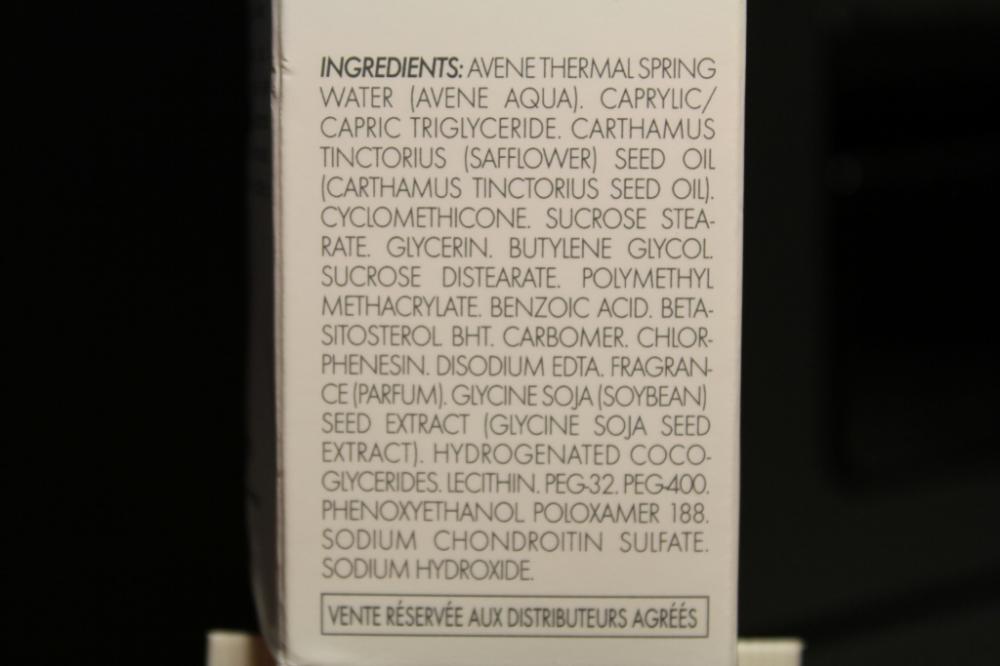 INGREDIENTS: AVENE THERMAL SPRING
WATER (AVENE AQUA). CAPRYLIC/
CAPRIC TRIGLYCERIDE. CARTHAMUS
TINCTORIUS (SAFFLOWER) SEED OIL
(CARTHAMUS TINCTORIUS SEED OIL).
CYCLOMETHICONE. SUCROSE STEA-
RATE. GLYCERIN. BUTYLENE GLYCOL.
SUCROSE DISTEARATE. POLYMETHYL
METHACRYLATE. BENZOIC ACID. BETA-
SITOSTEROL. BHT. CARBOMER. CHLOR-
PHENESIN. DISODIUM EDTA. FRAGRAN-
CE (PARFUM). GLYCINE SOJA (SOYBEAN)
SEED EXTRACT (GLYCINE SOJA SEED
EXTRACT). HYDROGENATED COCO-
GLYCERIDES. LECITHIN. PEG-32. PEG-400.
PHENOXYETHANOL. POLOXAMER 188.
SODIUM CHONDROITIN SULFATE.
SODIUM HYDROXIDE.
VENTE RÉSERVÉE AUX DISTRIBUTEURS AGRÉÉS